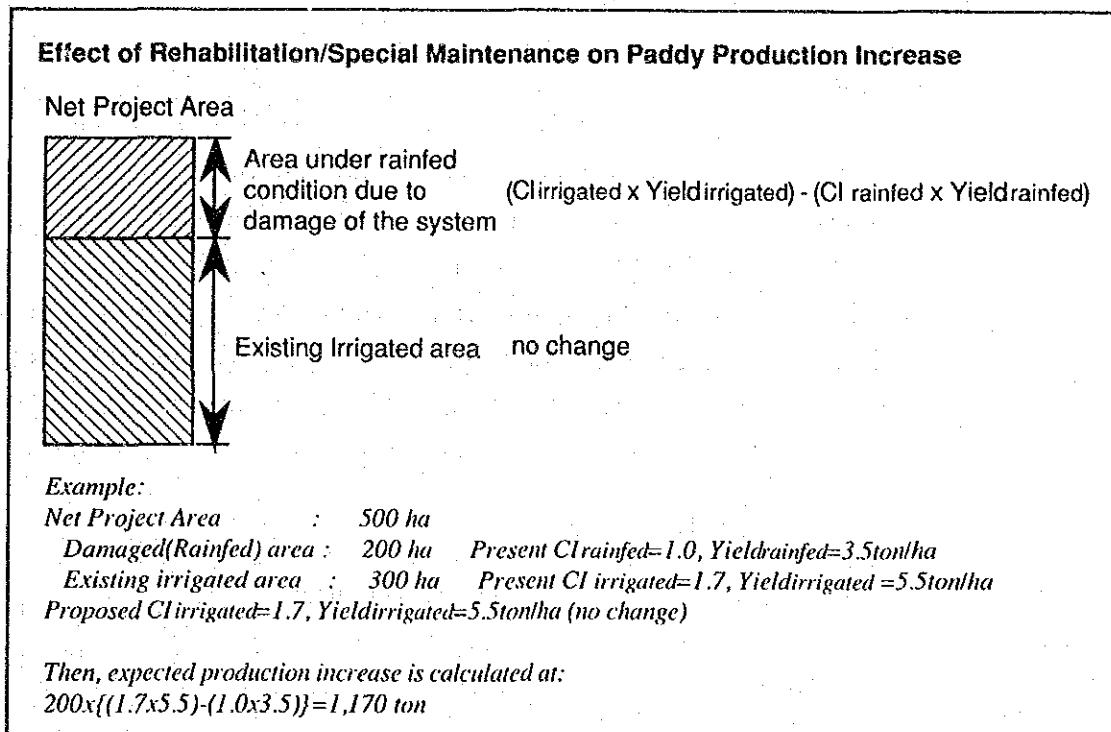 Effect of Rehabilitation/Special Maintenance on Paddy Production Increase
Net Project Area
Area under rainfed
condition due to (CIirrigated x Yieldirrigated) - (CI rainfed x Yieldrainfed)
damage of the system
Existing Irrigated area no change
Example:
Net Project Area : 500 ha
Damaged(Rainfed) area : 200 ha Present CIrainfed=1.0, Yieldrainfed=3.5ton/ha
Existing irrigated area : 300 ha Present CI irrigated=1.7, Yieldirrigated =5.5ton/ha
Proposed CIirrigated=1.7, Yieldirrigated=5.5ton/ha (no change)
Then, expected production increase is calculated at:
200x{(1.7x5.5)-(1.0x3.5)}=1,170 ton